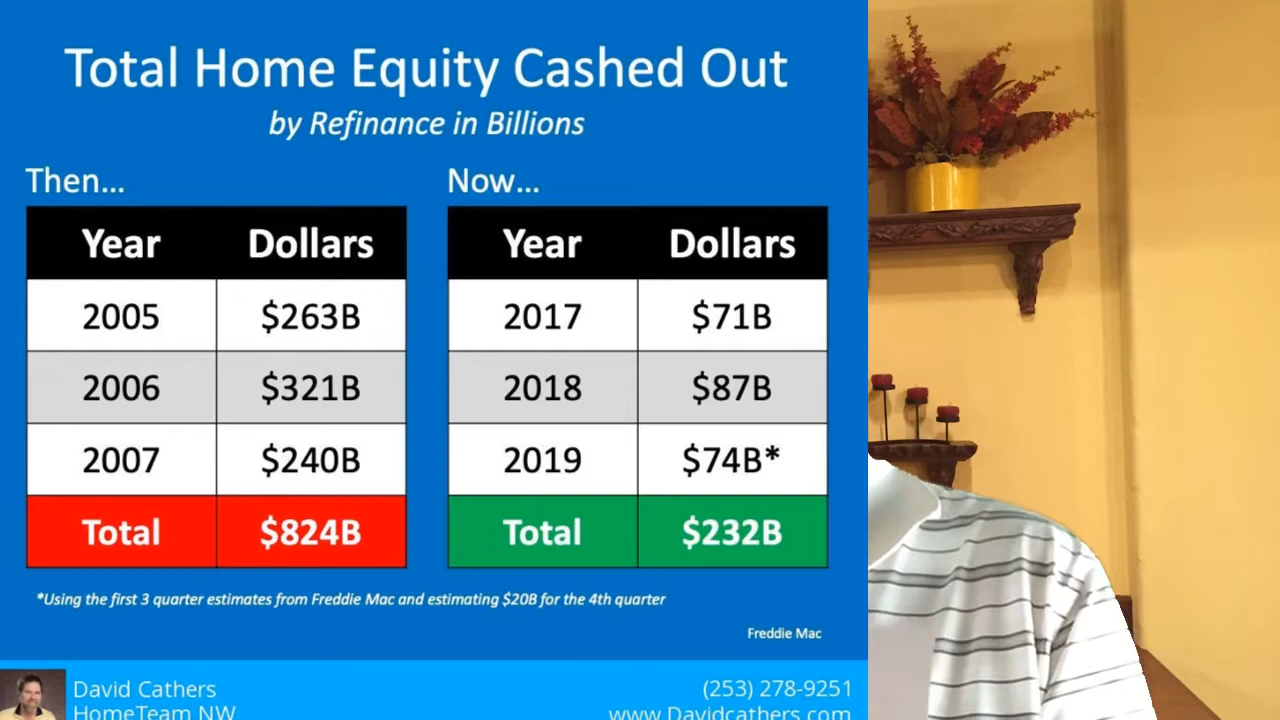 Total Home Equity Cashed Out
by Refinance in Billions
Then...
Year Dollars
2005 $263B
2006 $321B
2007 $240B
Total $824B
Now...
Year Dollars
2017 $71B
2018 $87B
2019 $74B*
Total $232B
*Using the first 3 quarter estimates from Freddie Mac and estimating $20B for the 4th quarter
Freddie Mac
David Cathers
HomeTeam NW
(253) 278-9251
www.Davidcathers.com